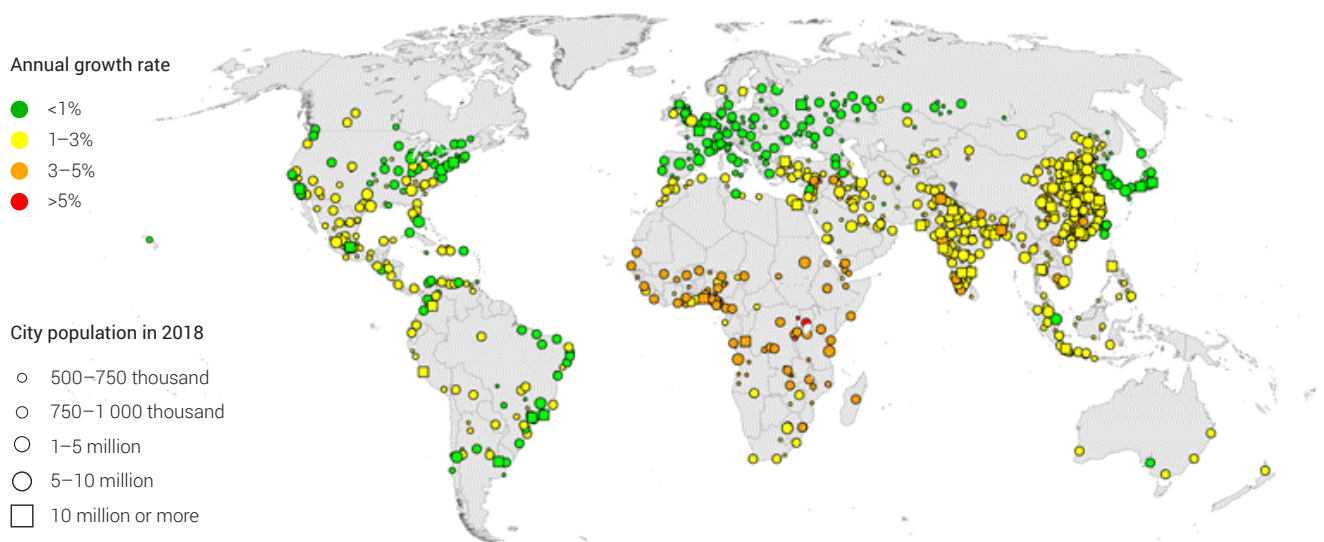 Annual growth rate
<1%
1–3%
3–5%
>5%
City population in 2018
500–750 thousand
750–1 000 thousand
1–5 million
5–10 million
10 million or more